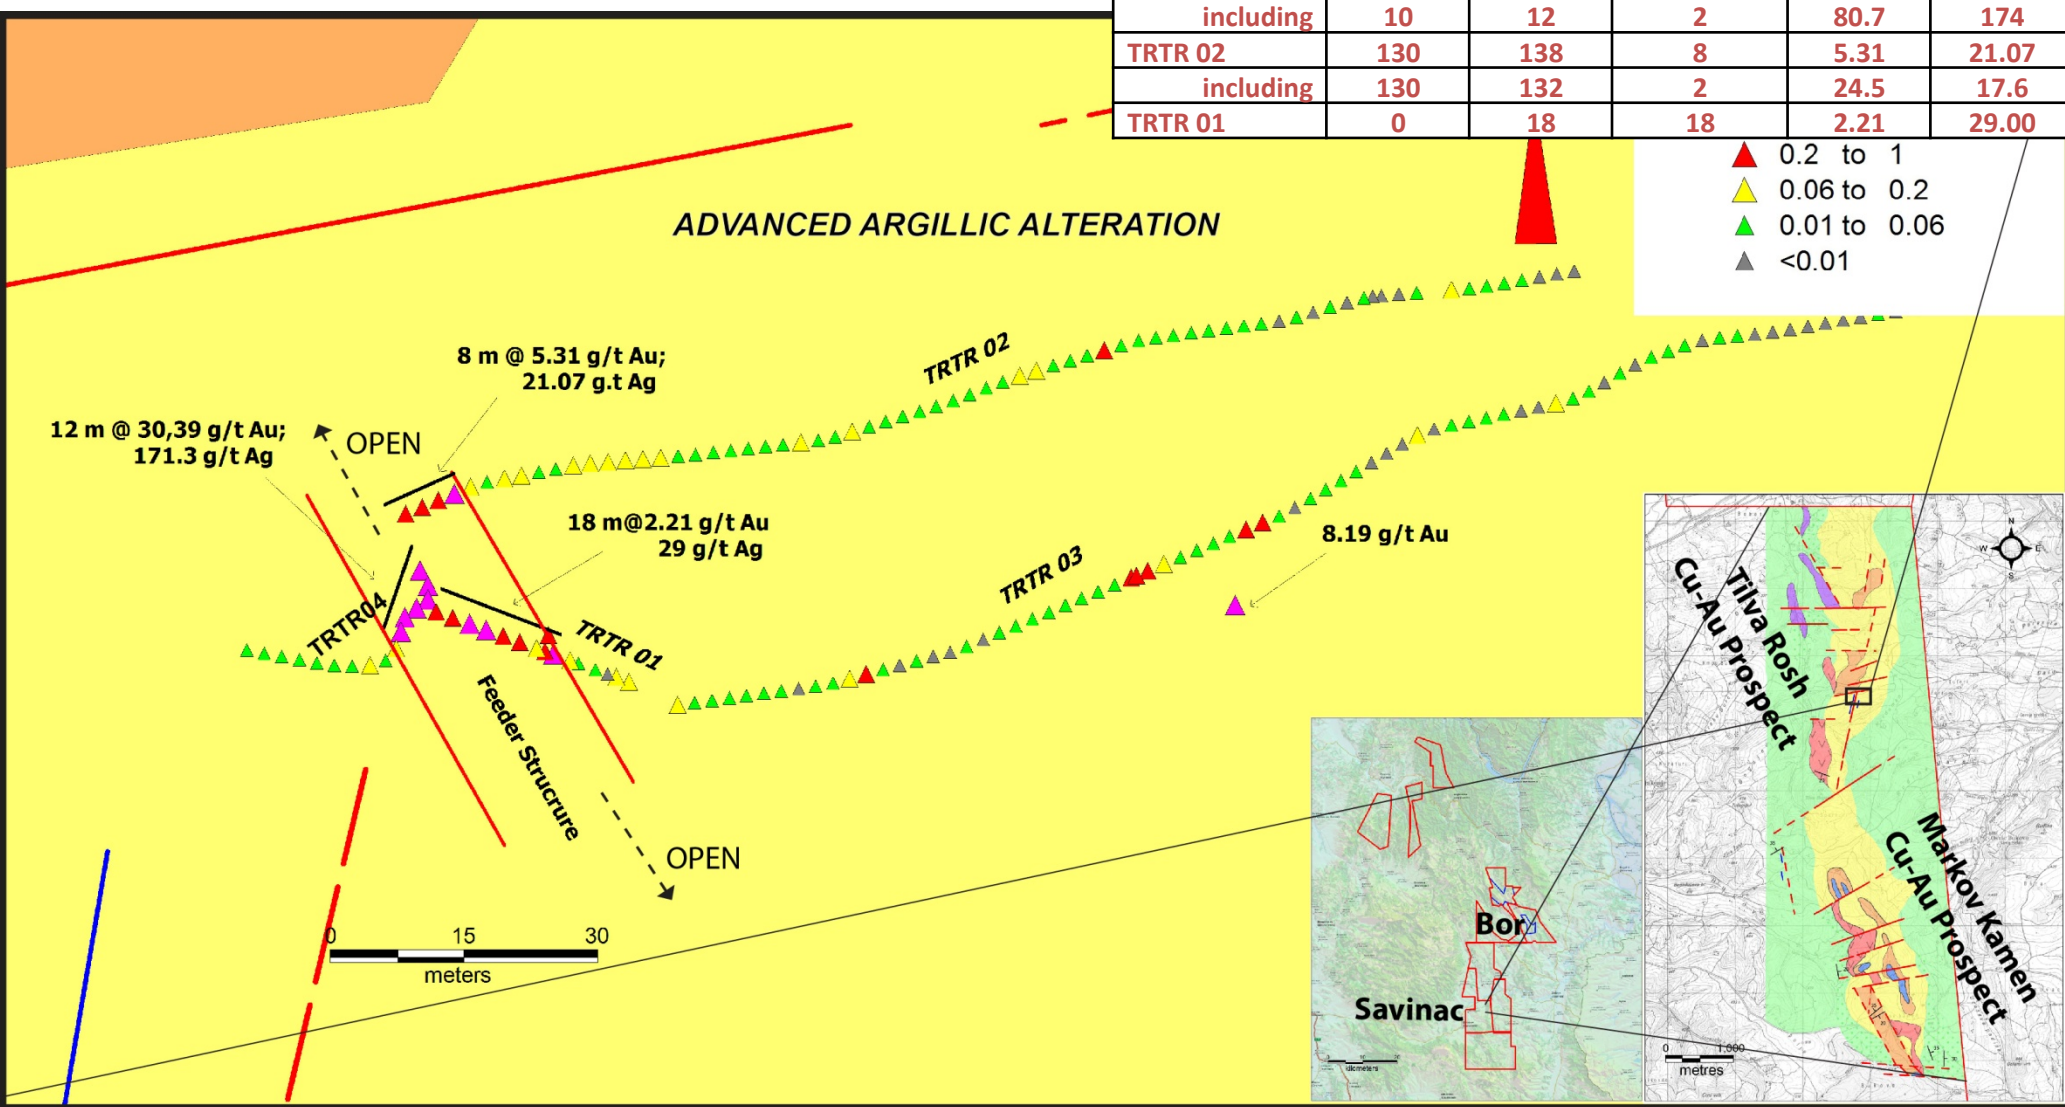 including 10 12 2 80.7 174
TRTR 02 130 138 8 5.31 21.07
including 130 132 2 24.5 17.6
TRTR 01 0 18 18 2.21 29.00
0.2 to 1
0.06 to 0.2
0.01 to 0.06
<0.01
ADVANCED ARGILLIC ALTERATION
8 m @ 5.31 g/t Au;
21.07 g.t Ag
TRTR 02
12 m @ 30,39 g/t Au;
171.3 g/t Ag
OPEN
18 m@2.21 g/t Au
29 g/t Ag
8.19 g/t Au
TRTR 03
TRTR04
TRTR 01
Feeder Strucrure
OPEN
0 15 30
meters
N
W E
S
Tilva Rosh
Cu-Au Prospect
Markov Kamen
Cu-Au Prospect
0 1,000
metres
Bor
Savinac
kilometers